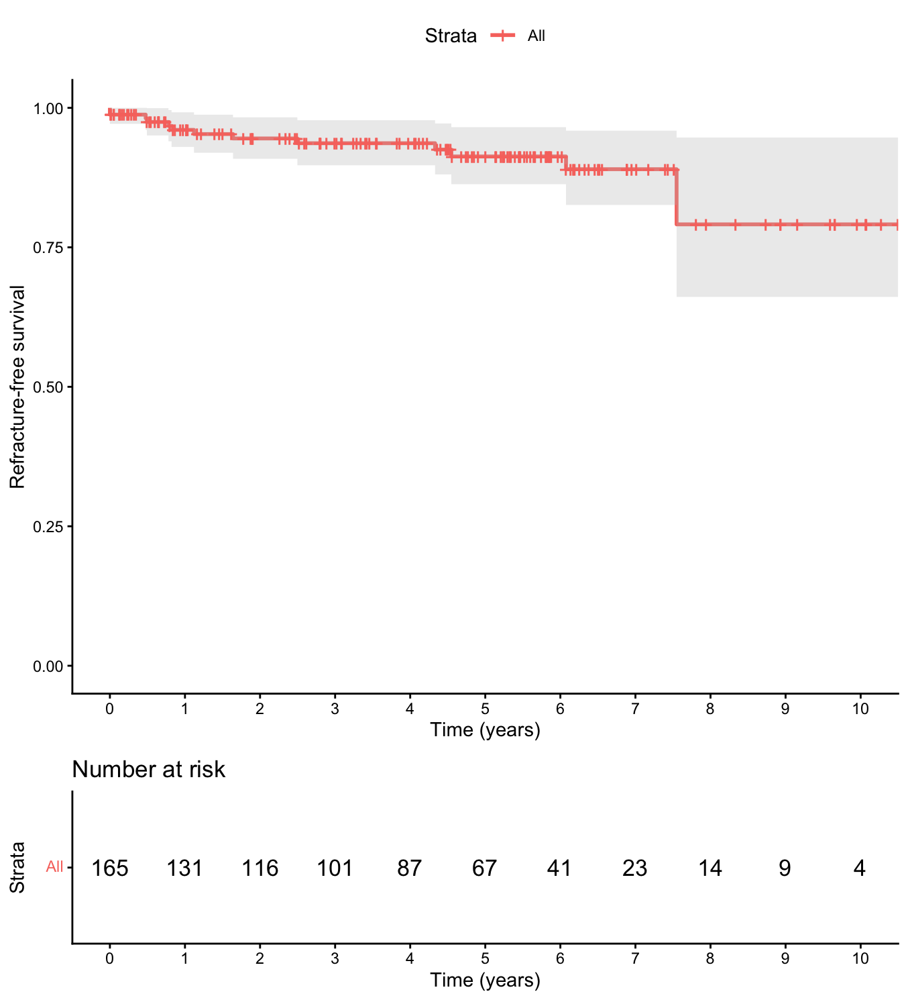 Strata All
Refracture-free survival
1.00
0.75
0.50
0.25
0.00
0 1 2 3 4 5 6 7 8 9 10
Time (years)
Number at risk
Strata
All 165 131 116 101 87 67 41 23 14 9 4
0 1 2 3 4 5 6 7 8 9 10
Time (years)